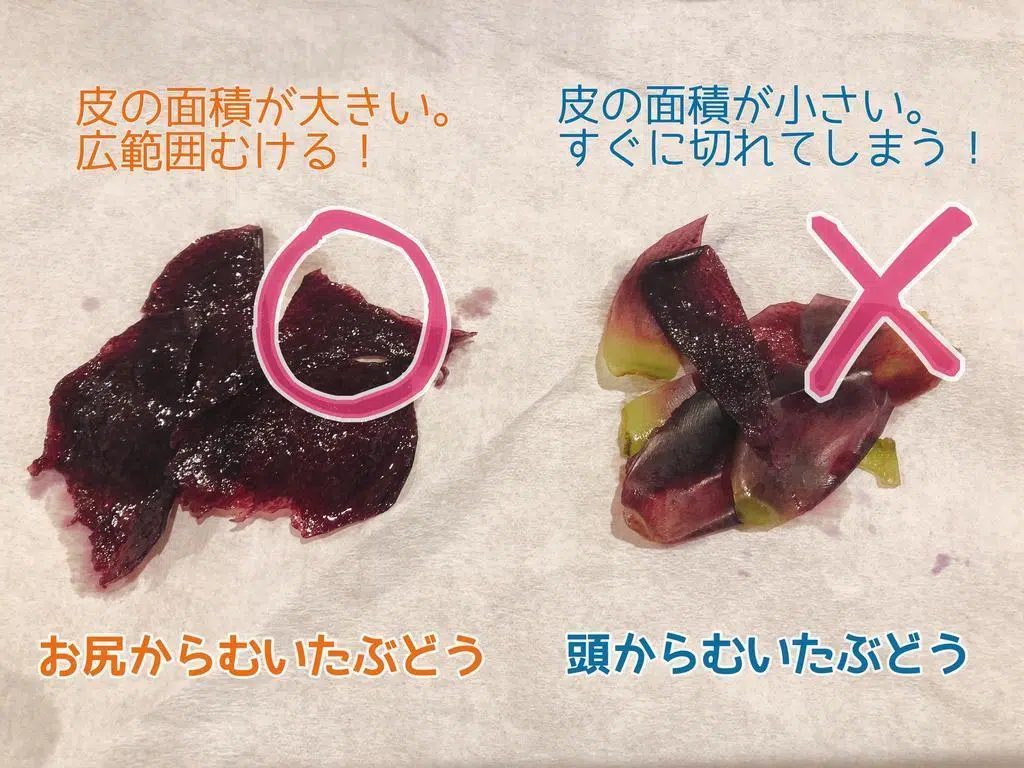 皮の面積が大きい。
広範囲むける！
皮の面積が小さい。
すぐに切れてしまう！
お尻からむいたぶどう
頭からむいたぶどう